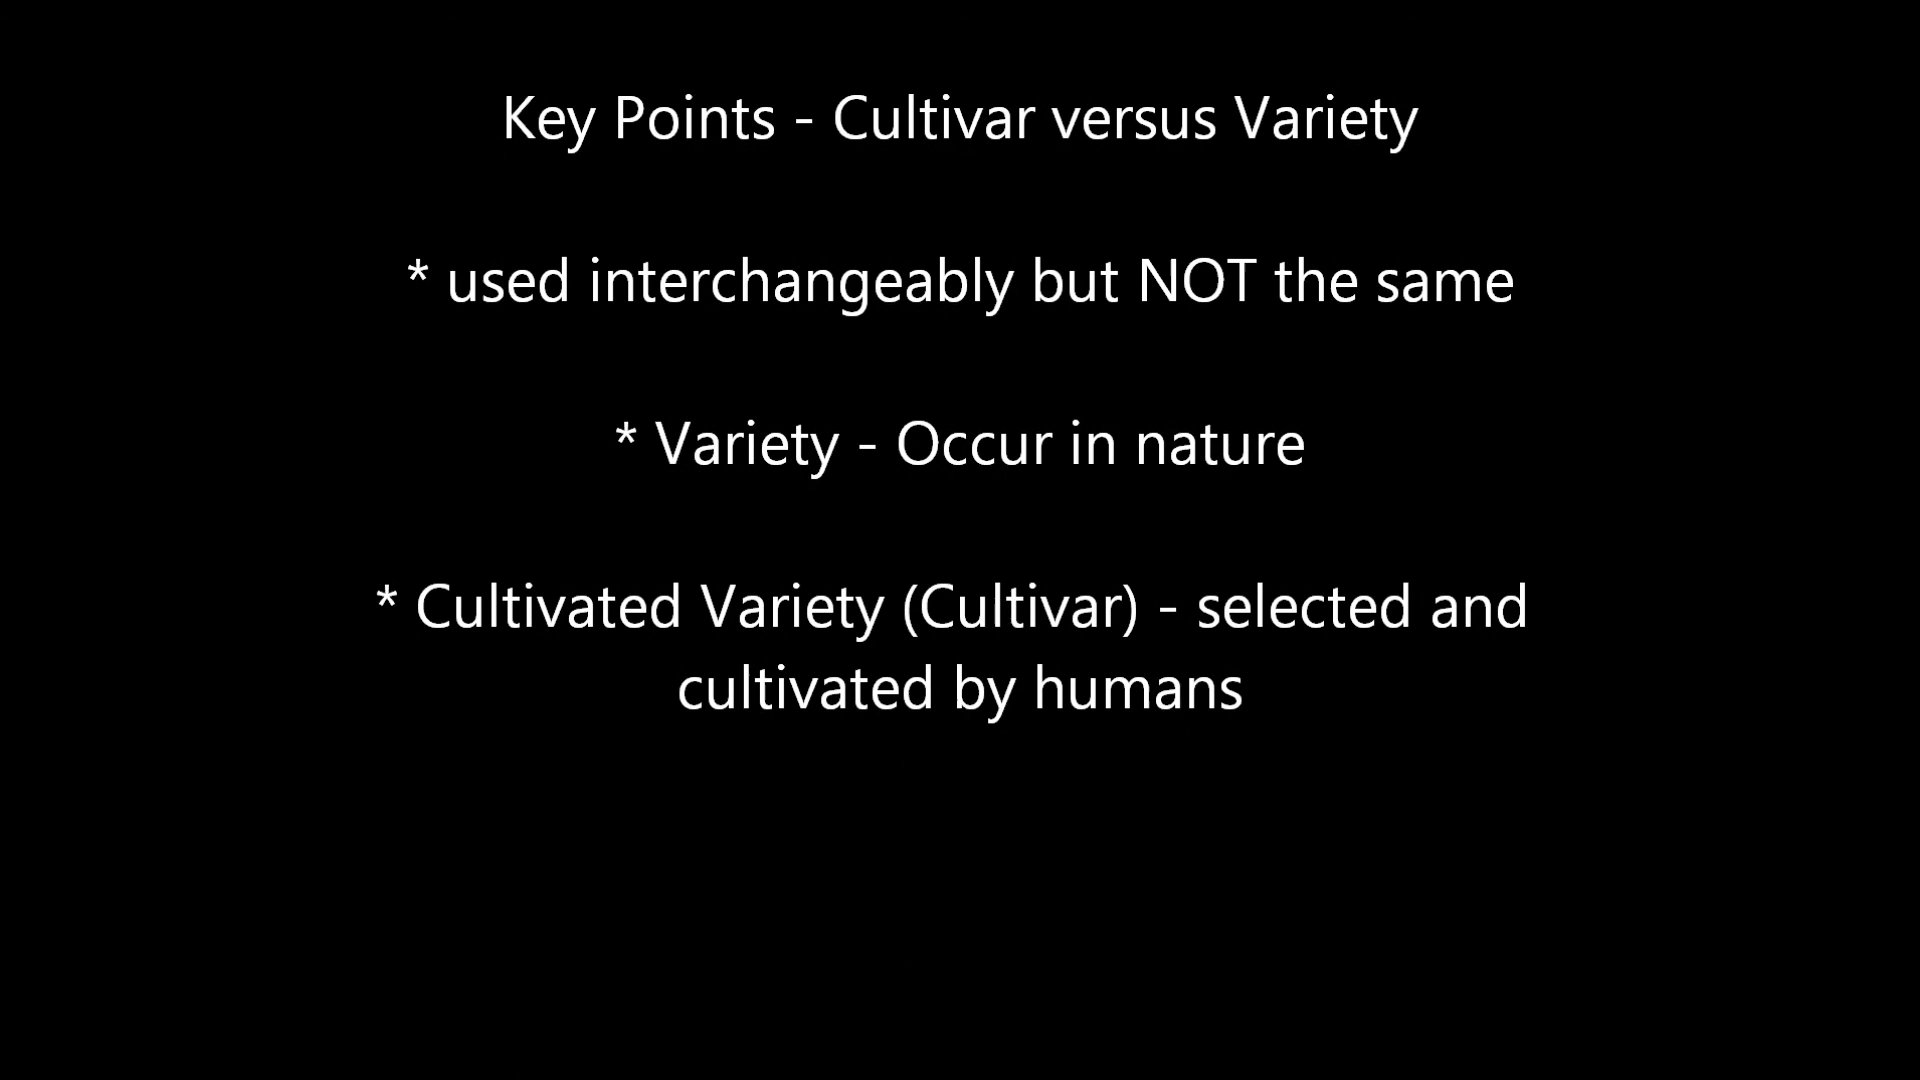 Key Points - Cultivar versus Variety
* used interchangeably but NOT the same
* Variety - Occur in nature
* Cultivated Variety (Cultivar) - selected and
cultivated by humans